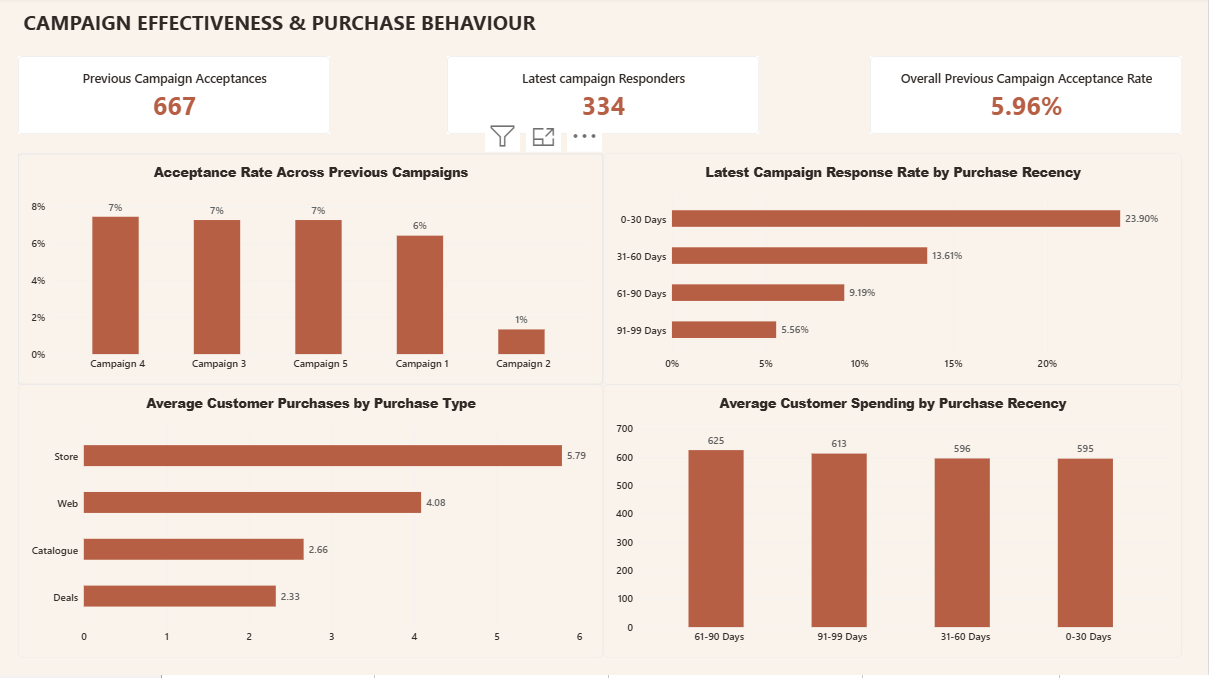 CAMPAIGN EFFECTIVENESS & PURCHASE BEHAVIOUR
Previous Campaign Acceptances
667
Latest campaign Responders
334
Overall Previous Campaign Acceptance Rate
5.96%
Acceptance Rate Across Previous Campaigns
8%
6%
4%
2%
0%
7%
7%
7%
6%
1%
Campaign 4
Campaign 3
Campaign 5
Campaign 1
Campaign 2
Latest Campaign Response Rate by Purchase Recency
0-30 Days
23.90%
31-60 Days
13.61%
61-90 Days
9.19%
91-99 Days
5.56%
0%
5%
10%
15%
20%
Average Customer Purchases by Purchase Type
Store
5.79
Web
4.08
Catalogue
2.66
Deals
2.33
0
1
2
3
4
5
6
Average Customer Spending by Purchase Recency
700
600
500
400
300
200
100
0
625
613
596
595
61-90 Days
91-99 Days
31-60 Days
0-30 Days